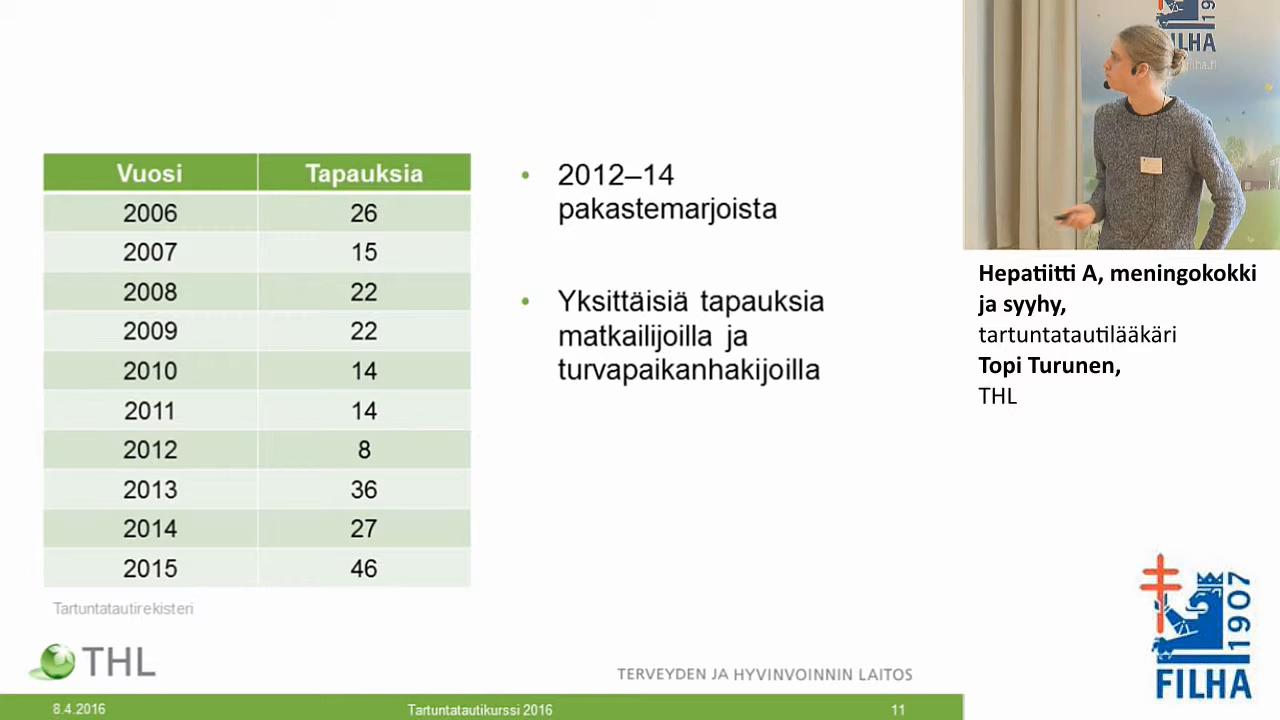 Vuosi Tapauksia
2006 26
2007 15
2008 22
2009 22
2010 14
2011 14
2012 8
2013 36
2014 27
2015 46
Tartuntatautirekisteri
• 2012–14
pakastemarjoista
• Yksittäisiä tapauksia
matkailijoilla ja
turvapaikanhakijoilla
THL
TERVEYDEN JA HYVINVOINNIN LAITOS
8.4.2016 Tartuntatautikurssi 2016 11
Hepatiitti A, meningokokki
ja syyhy,
tartuntatautilääkäri
Topi Turunen,
THL
1907
FILHA